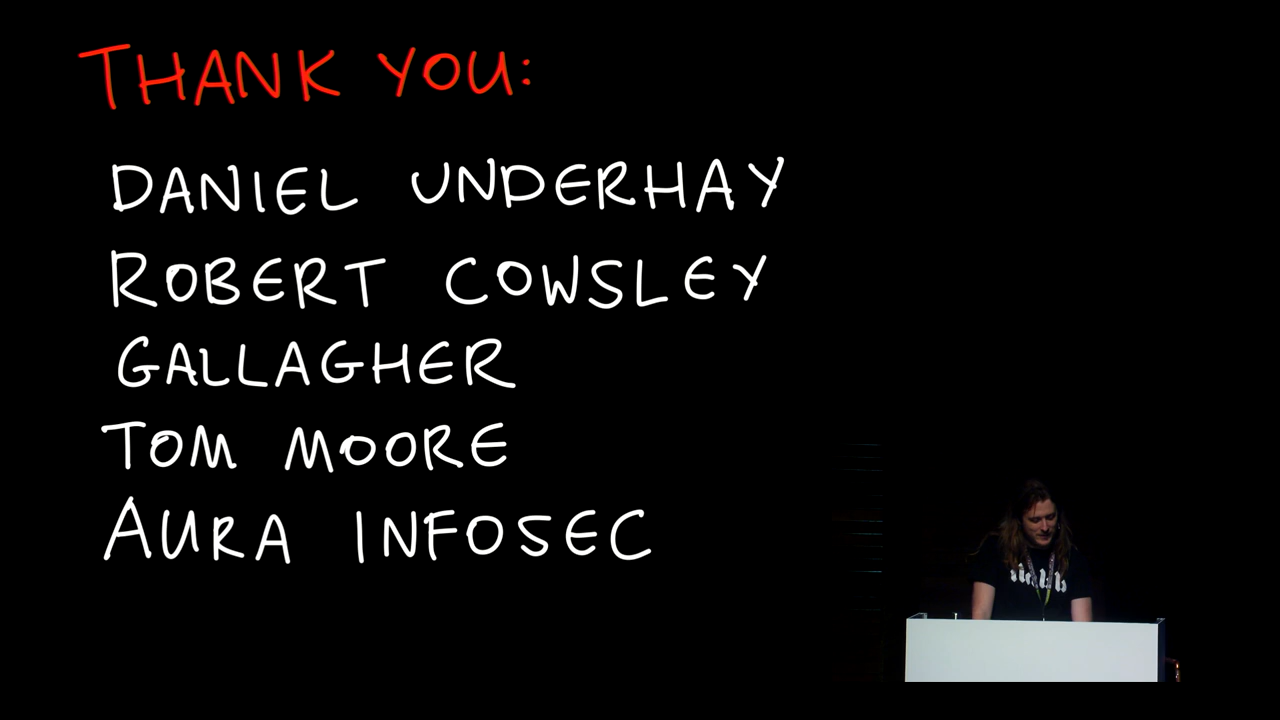 THANK YOU:
DANIEL UNDERHAY
ROBERT COWSLEY
GALLAGHER
TOM MOORE
AURA INFOSEC